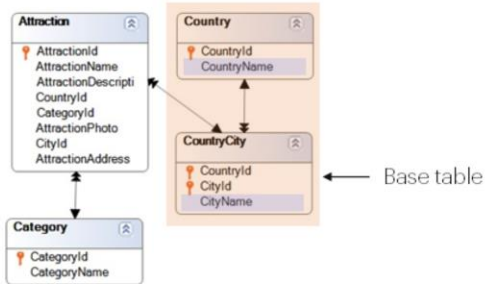 Attraction
AttractionId
AttractionName
AttractionDescripti
CountryId
CategoryId
AttractionPhoto
CityId
AttractionAddress
Country
CountryId
CountryName
CountryCity
CountryId
CityId
CityName
Base table
Category
CategoryId
CategoryName